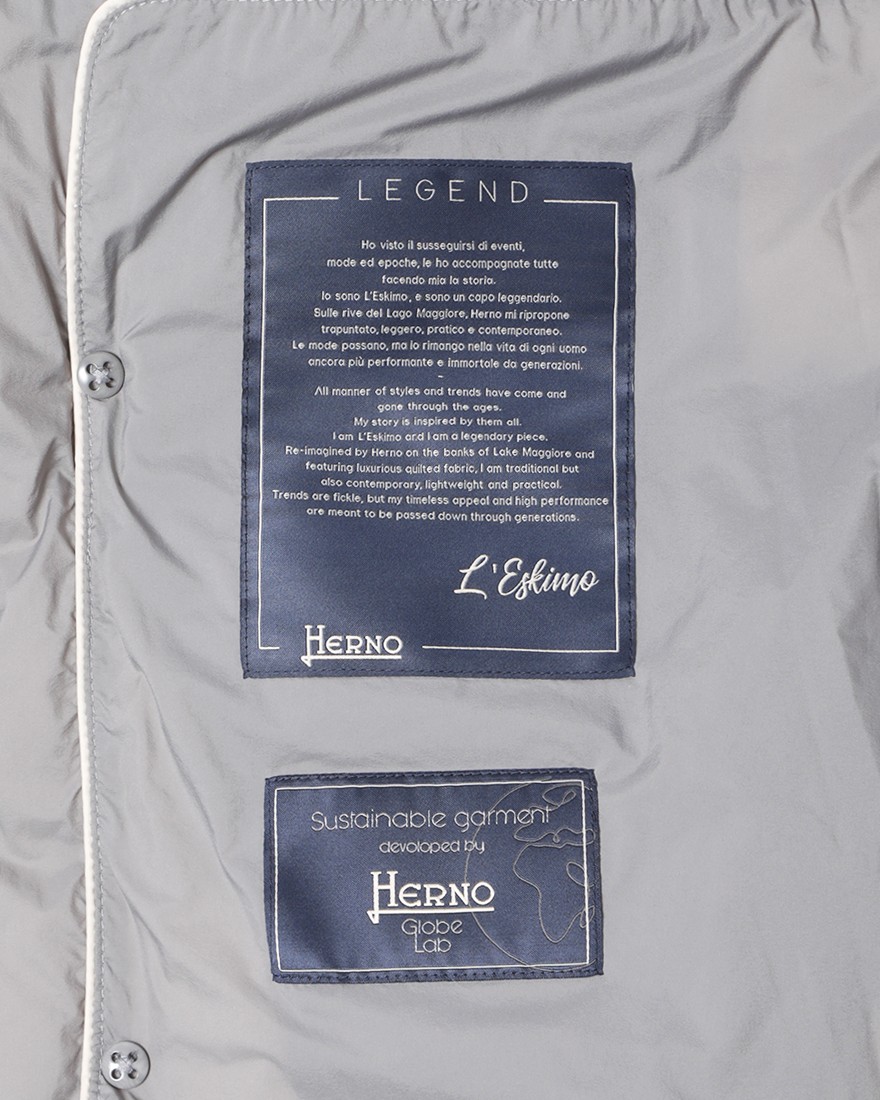 LEGEND
Ho visto il susseguirsi di eventi,
mode ed epoche, le ho accompagnate tutte
facendo mia la storia.
Io sono L'Eskimo, e sono un capo leggendario.
Sulle rive del Lago Maggiore, Herno mi ripropone
trapuntato, leggero, pratico e contemporaneo.
Le mode passano, ma io rimango nella vita di ogni uomo
ancora più performante e immortale da generazioni.
-
All manner of styles and trends have come and
gone through the ages.
My story is inspired by them all.
I am L'Eskimo and I am a legendary piece.
Re-imagined by Herno on the banks of Lake Maggiore and
featuring luxurious quilted fabric, I am traditional but
also contemporary, lightweight and practical.
Trends are fickle, but my timeless appeal and high performance
are meant to be passed down through generations.
L'Eskimo
HERNO
Sustainable garment
devoloped by
HERNO
Globe
Lab